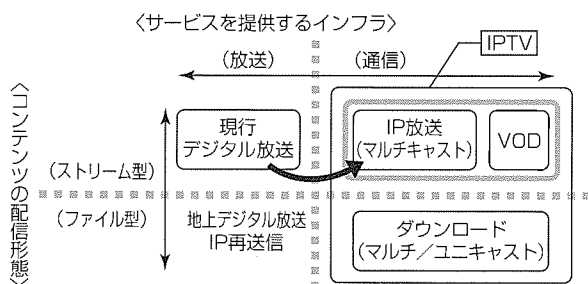 〈サービスを提供するインフラ〉
IPTV
(放送)
(通信)
〈コンテンツの配信形態〉
(ストリーム型)
(ファイル型)
現行
デジタル放送
IP放送
(マルチキャスト)
VOD
地上デジタル放送
IP再送信
ダウンロード
(マルチ／ユニキャスト)